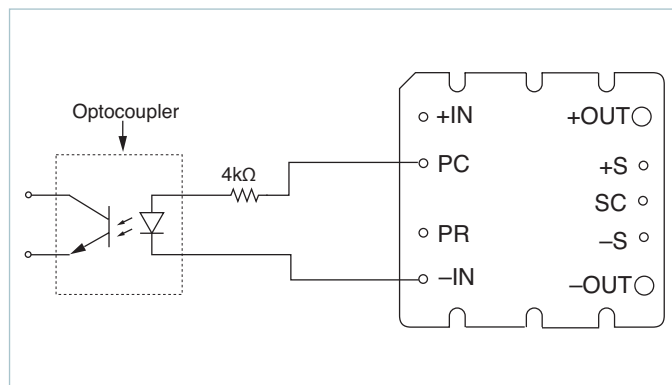 Optocoupler
4kΩ
+IN
PC
PR
–IN
+OUT
+S
SC
–S
–OUT